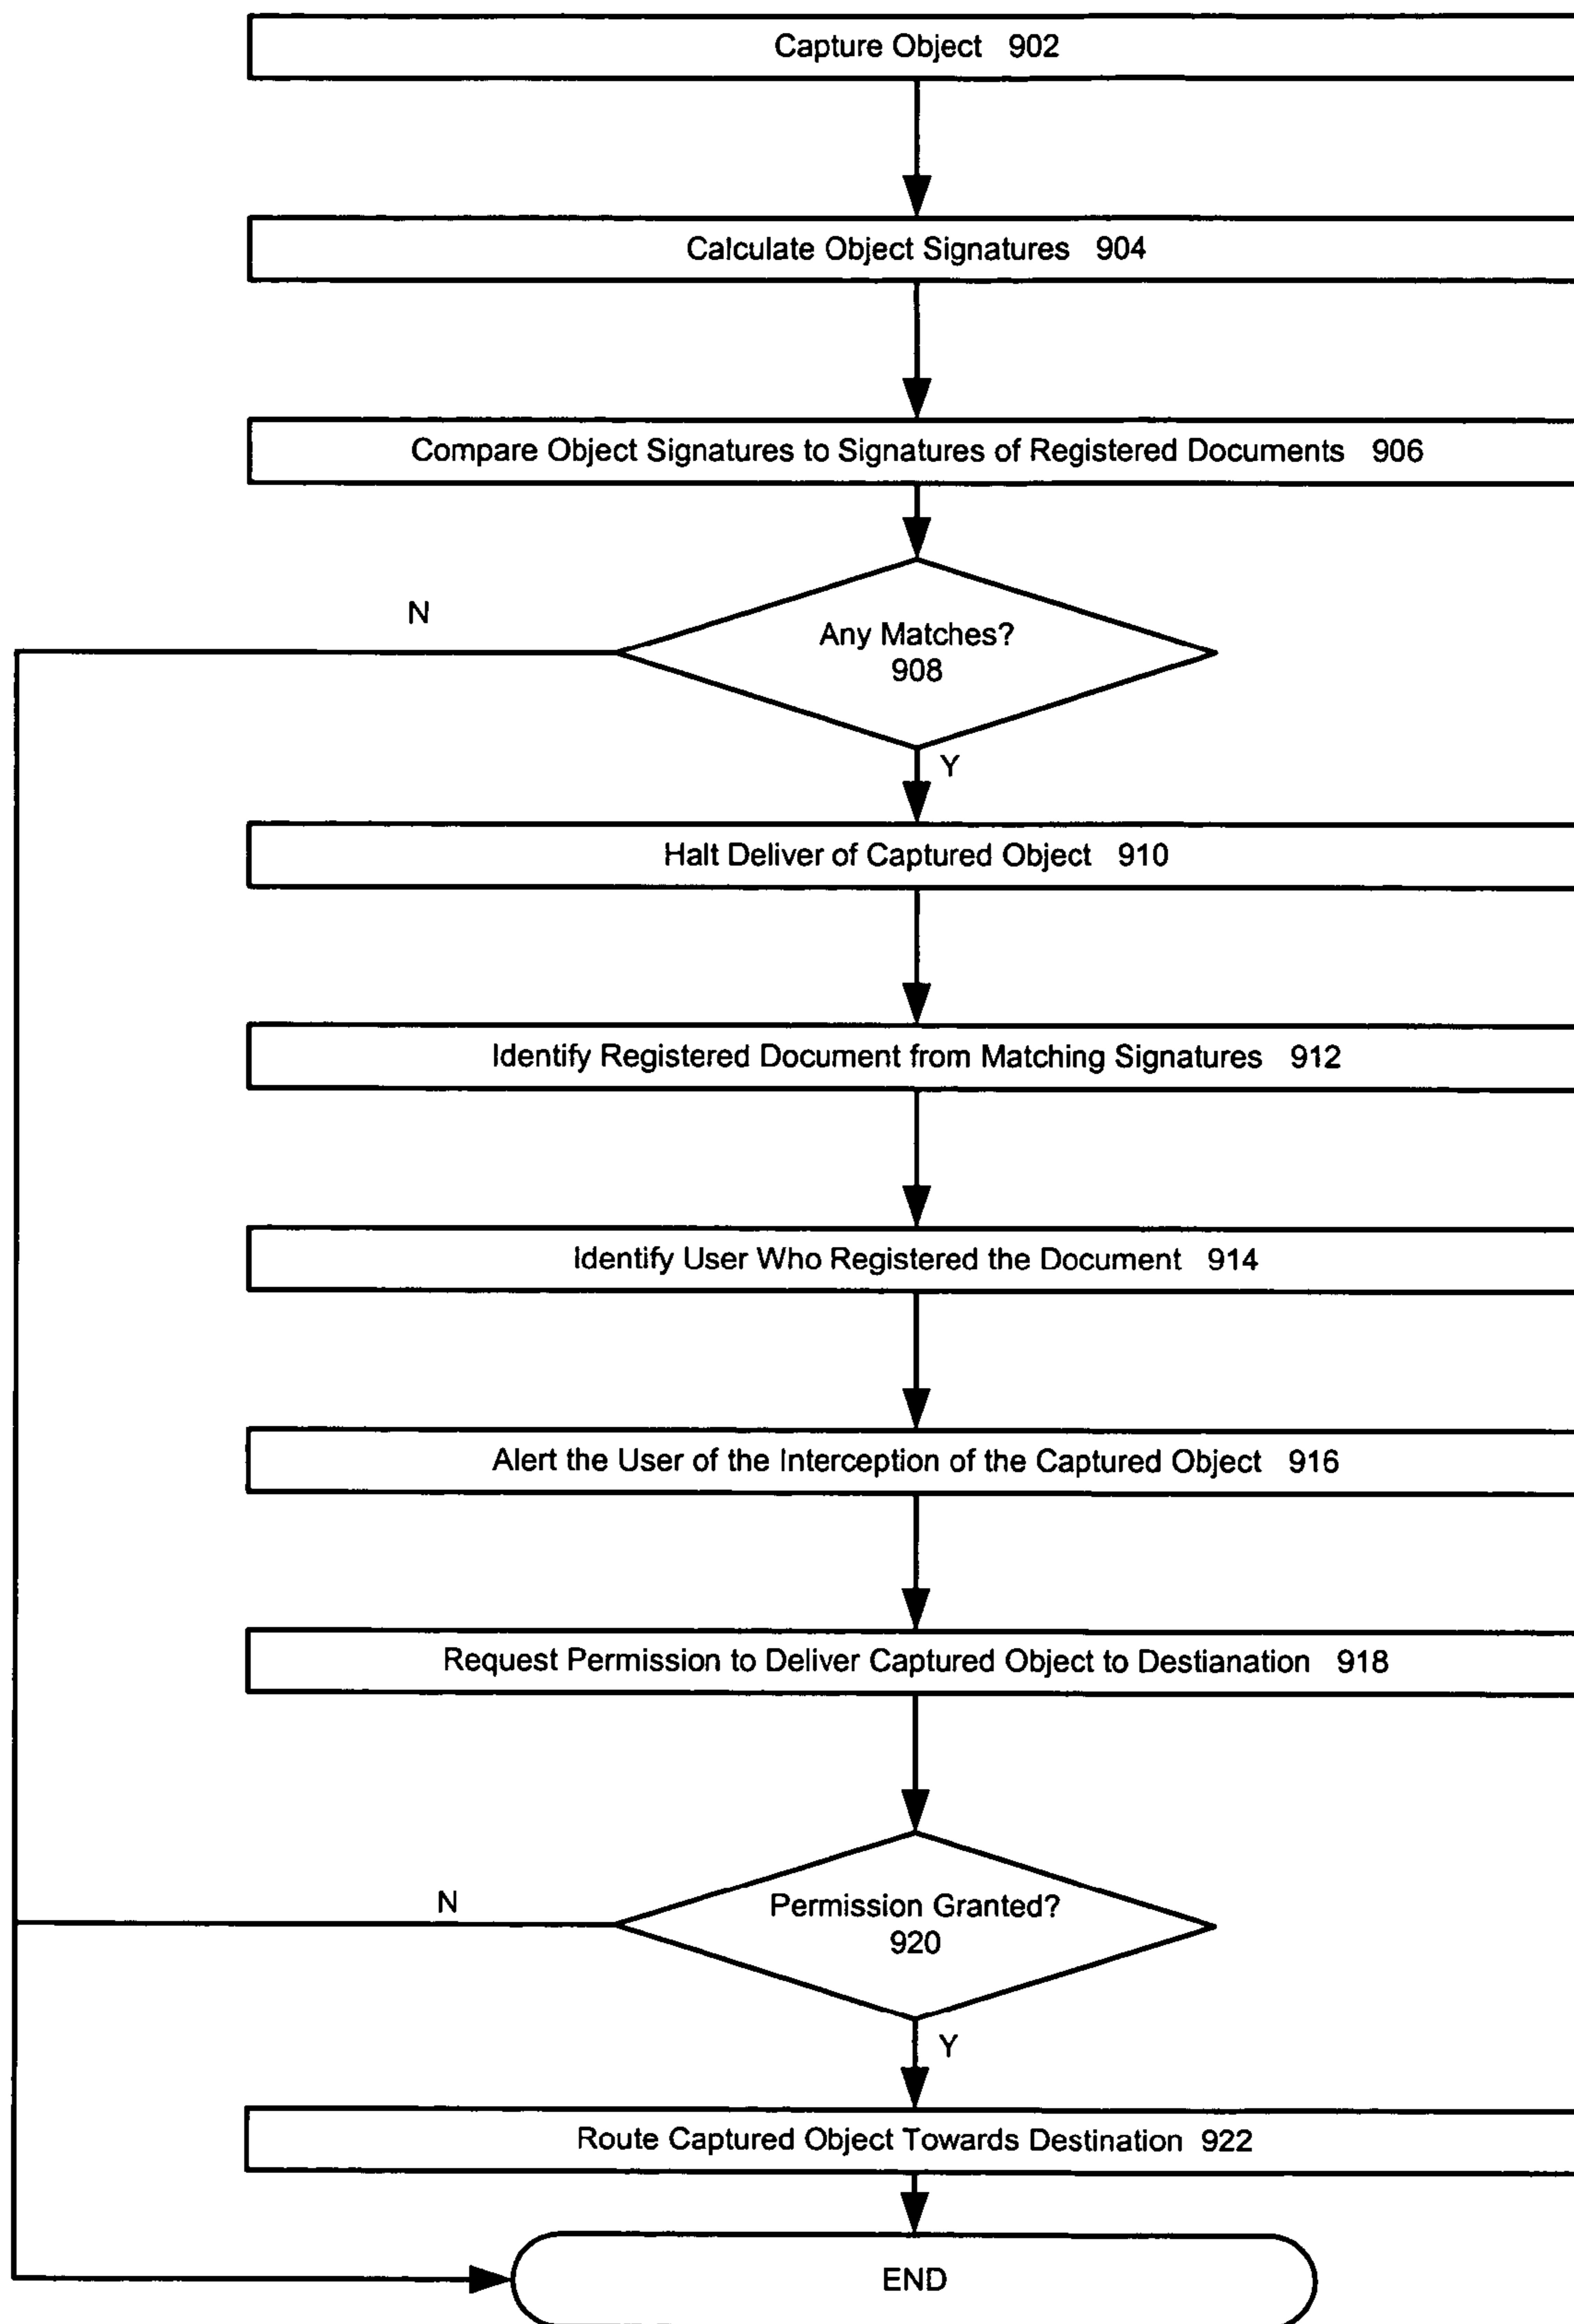 Capture Object 902
Calculate Object Signatures 904
Compare Object Signatures to Signatures of Registered Documents 906
N
Any Matches?
908
Y
Halt Deliver of Captured Object 910
Identify Registered Document from Matching Signatures 912
Identify User Who Registered the Document 914
Alert the User of the Interception of the Captured Object 916
Request Permission to Deliver Captured Object to Destianation 918
N
Permission Granted?
920
Y
Route Captured Object Towards Destination 922
END